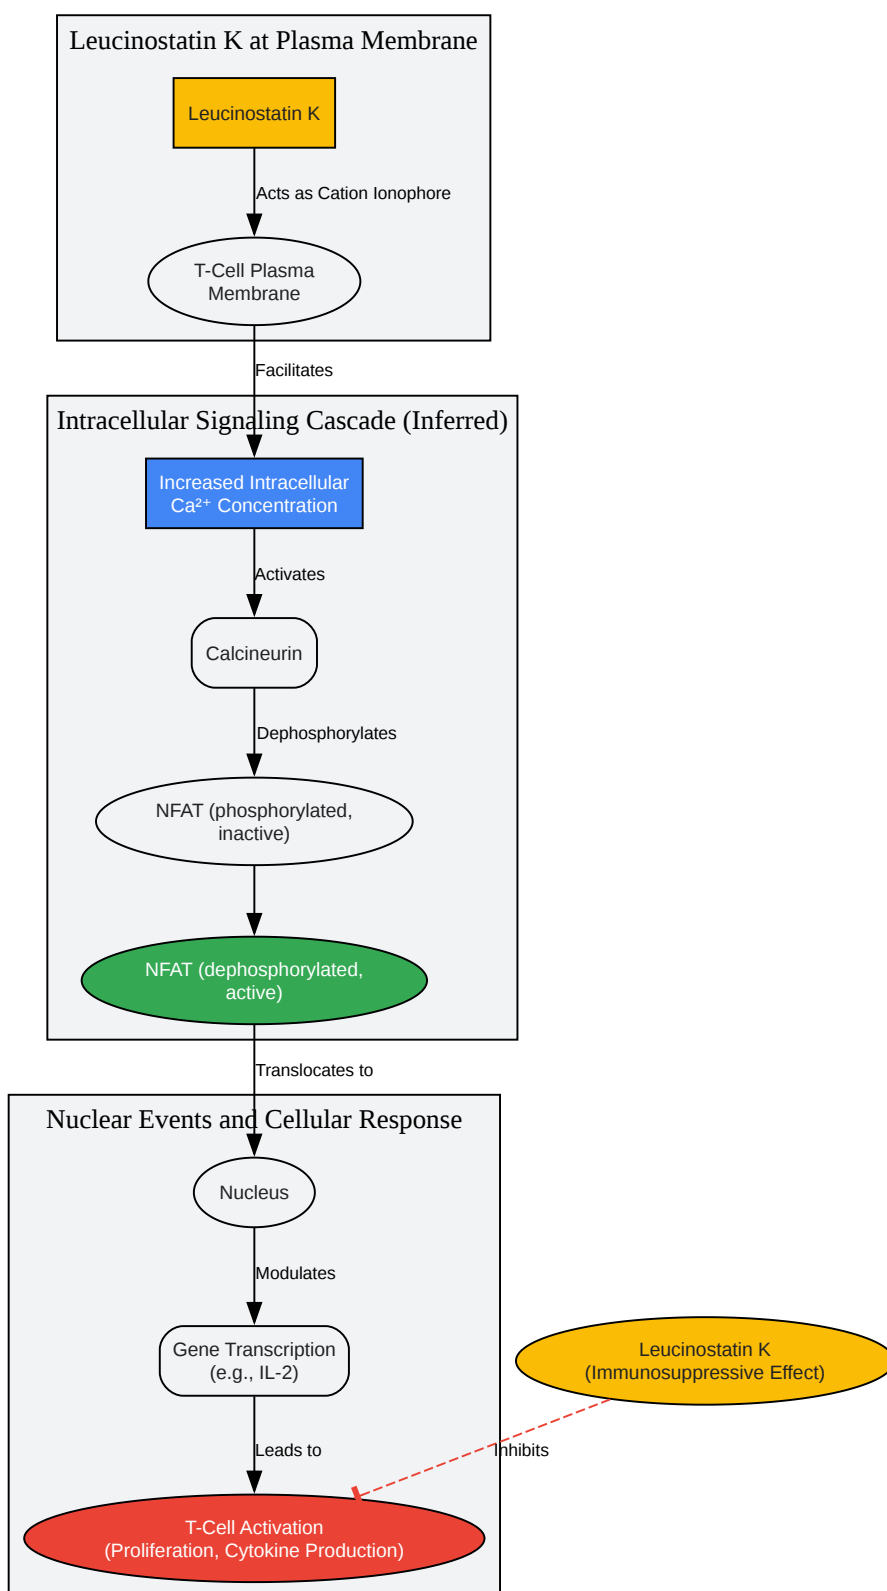 Leucinostatin K at Plasma Membrane
Leucinostatin K
Acts as Cation Ionophore
T-Cell Plasma
Membrane
Facilitates
Intracellular Signaling Cascade (Inferred)
Increased Intracellular
Ca²⁺ Concentration
Activates
Calcineurin
Dephosphorylates
NFAT (phosphorylated,
inactive)
NFAT (dephosphorylated,
active)
Translocates to
Nuclear Events and Cellular Response
Nucleus
Modulates
Gene Transcription
(e.g., IL-2)
Leucinostatin K
(Immunosuppressive Effect)
Leads to
Inhibits
T-Cell Activation
(Proliferation, Cytokine Production)